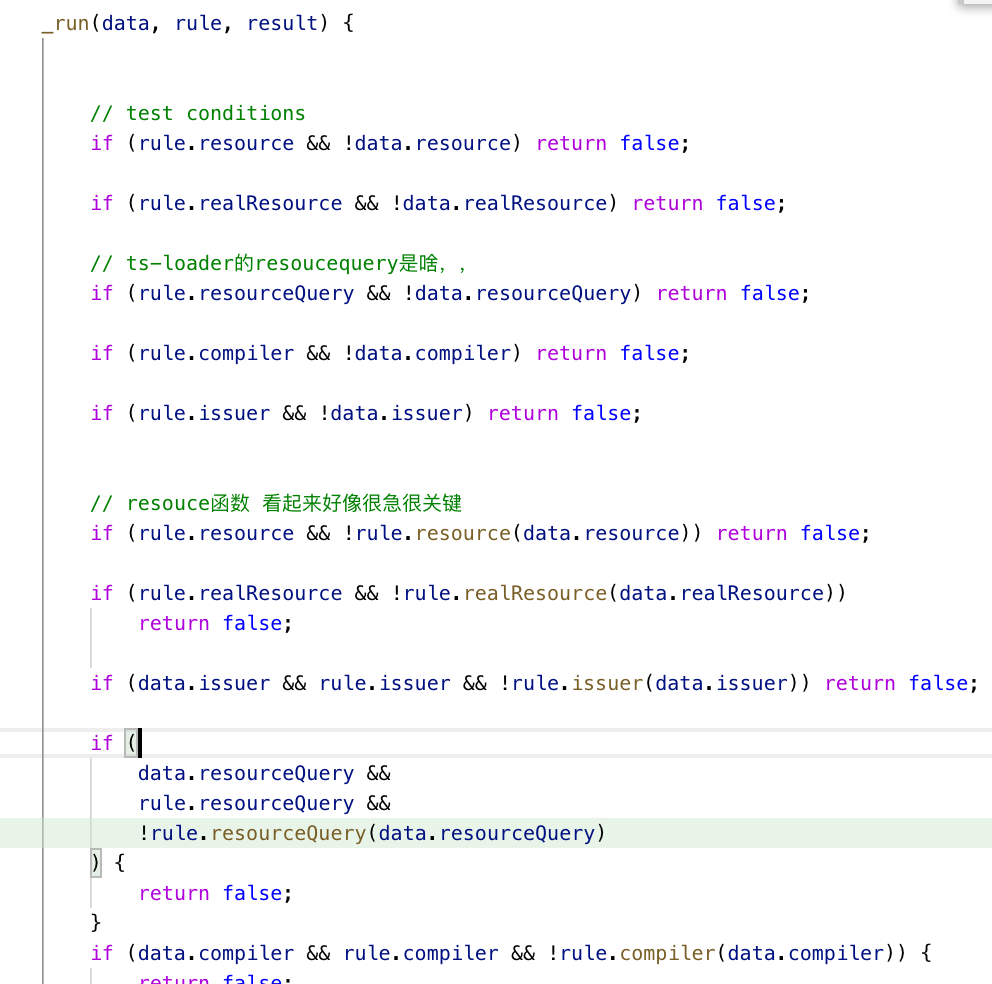 _run(data, rule, result) {
// test conditions
if (rule.resource && !data.resource) return false;
if (rule.realResource && !data.realResource) return false;
// ts-loader的resoucequery是啥，，
if (rule.resourceQuery && !data.resourceQuery) return false;
if (rule.compiler && !data.compiler) return false;
if (rule.issuer && !data.issuer) return false;
// resouce函数 看起来好像很急很关键
if (rule.resource && !rule.resource(data.resource)) return false;
if (rule.realResource && !rule.realResource(data.realResource))
return false;
if (data.issuer && rule.issuer && !rule.issuer(data.issuer)) return false;
if (
data.resourceQuery &&
rule.resourceQuery &&
!rule.resourceQuery(data.resourceQuery)
) {
return false;
}
if (data.compiler && rule.compiler && !rule.compiler(data.compiler)) {
return false;